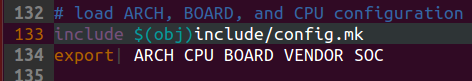 132 # load ARCH, BOARD, and CPU configuration
133 include $(obj)include/config.mk
134 export ARCH CPU BOARD VENDOR SOC
135